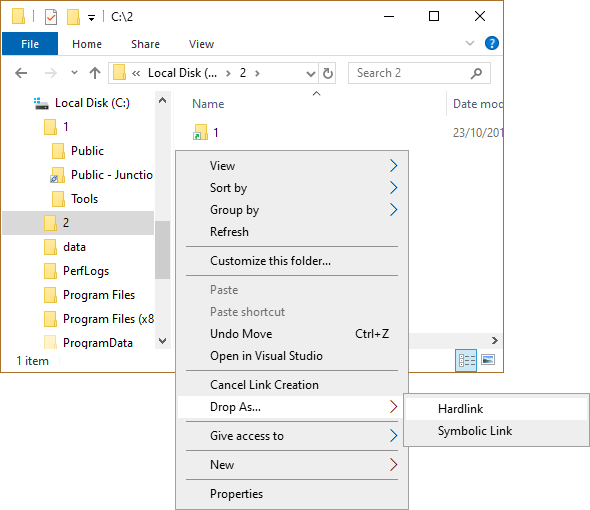 C:\2
File Home Share View
« Local Disk (... 2
Search 2
Local Disk (C:)
1
Public
Public - Junctio
Tools
2
data
PerfLogs
Program Files
Program Files (x8
ProgramData
Name Date mod
1 23/10/201
View
Sort by
Group by
Refresh
Customize this folder...
Paste
Paste shortcut
Undo Move Ctrl+Z
Open in Visual Studio
Cancel Link Creation
Drop As...
Give access to
New
Properties
Hardlink
Symbolic Link
1 item